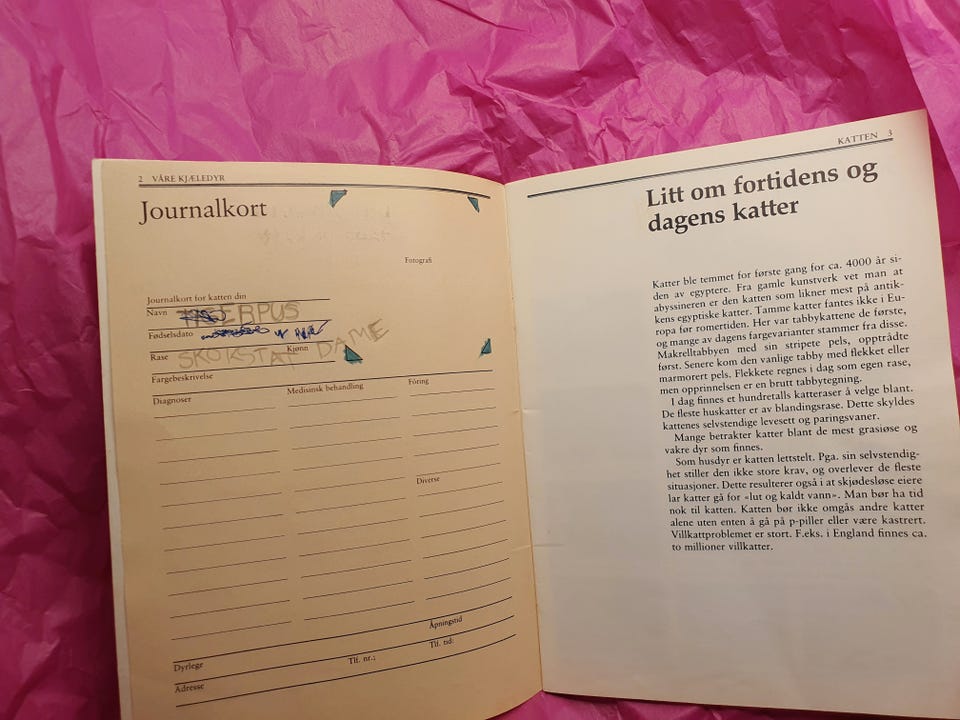 2 VÅRE KJÆLEDYR
Journalkort
Fotografi
Journalkort for katten din
Navn TIGERPUS
Fødselsdato
Rase SKOKSTAT Kjønn DAME
Fargebeskrivelse
Diagnoser Medisinsk behandling Fôring
Diverse
Åpningstid
Dyrlege Tlf. nr.: Tlf. tid:
Adresse
KATTEN 3
Litt om fortidens og
dagens katter
Katter ble temmet for første gang for ca. 4000 år si-
den av egyptere. Fra gamle kunstverk vet man at
abyssineren er den katten som likner mest på antik-
kens egyptiske katter. Tamme katter fantes ikke i Eu-
ropa før romertiden. Her var tabbykattene de første,
og mange av dagens fargevarianter stammer fra disse.
Makrelltabbyen med sin stripete pels, opptrådte
først. Senere kom den vanlige tabby med flekket eller
marmorert pels. Flekkete regnes i dag som egen rase,
men opprinnelsen er en brutt tabbytegning.
I dag finnes et hundretalls katteraser å velge blant.
De fleste huskatter er av blandingsrase. Dette skyldes
kattenes selvstendige levesett og paringsvaner.
Mange betrakter katter blant de mest grasiøse og
vakre dyr som finnes.
Som husdyr er katten lettstelt. Pga. sin selvstendig-
het stiller den ikke store krav, og overlever de fleste
situasjoner. Dette resulterer også i at skjødesløse eiere
lar katter gå for «lut og kaldt vann». Man bør ha tid
nok til katten. Katten bør ikke omgås andre katter
alene uten enten å gå på p-piller eller være kastrert.
Villkattproblemet er stort. F.eks. i England finnes ca.
to millioner villkatter.